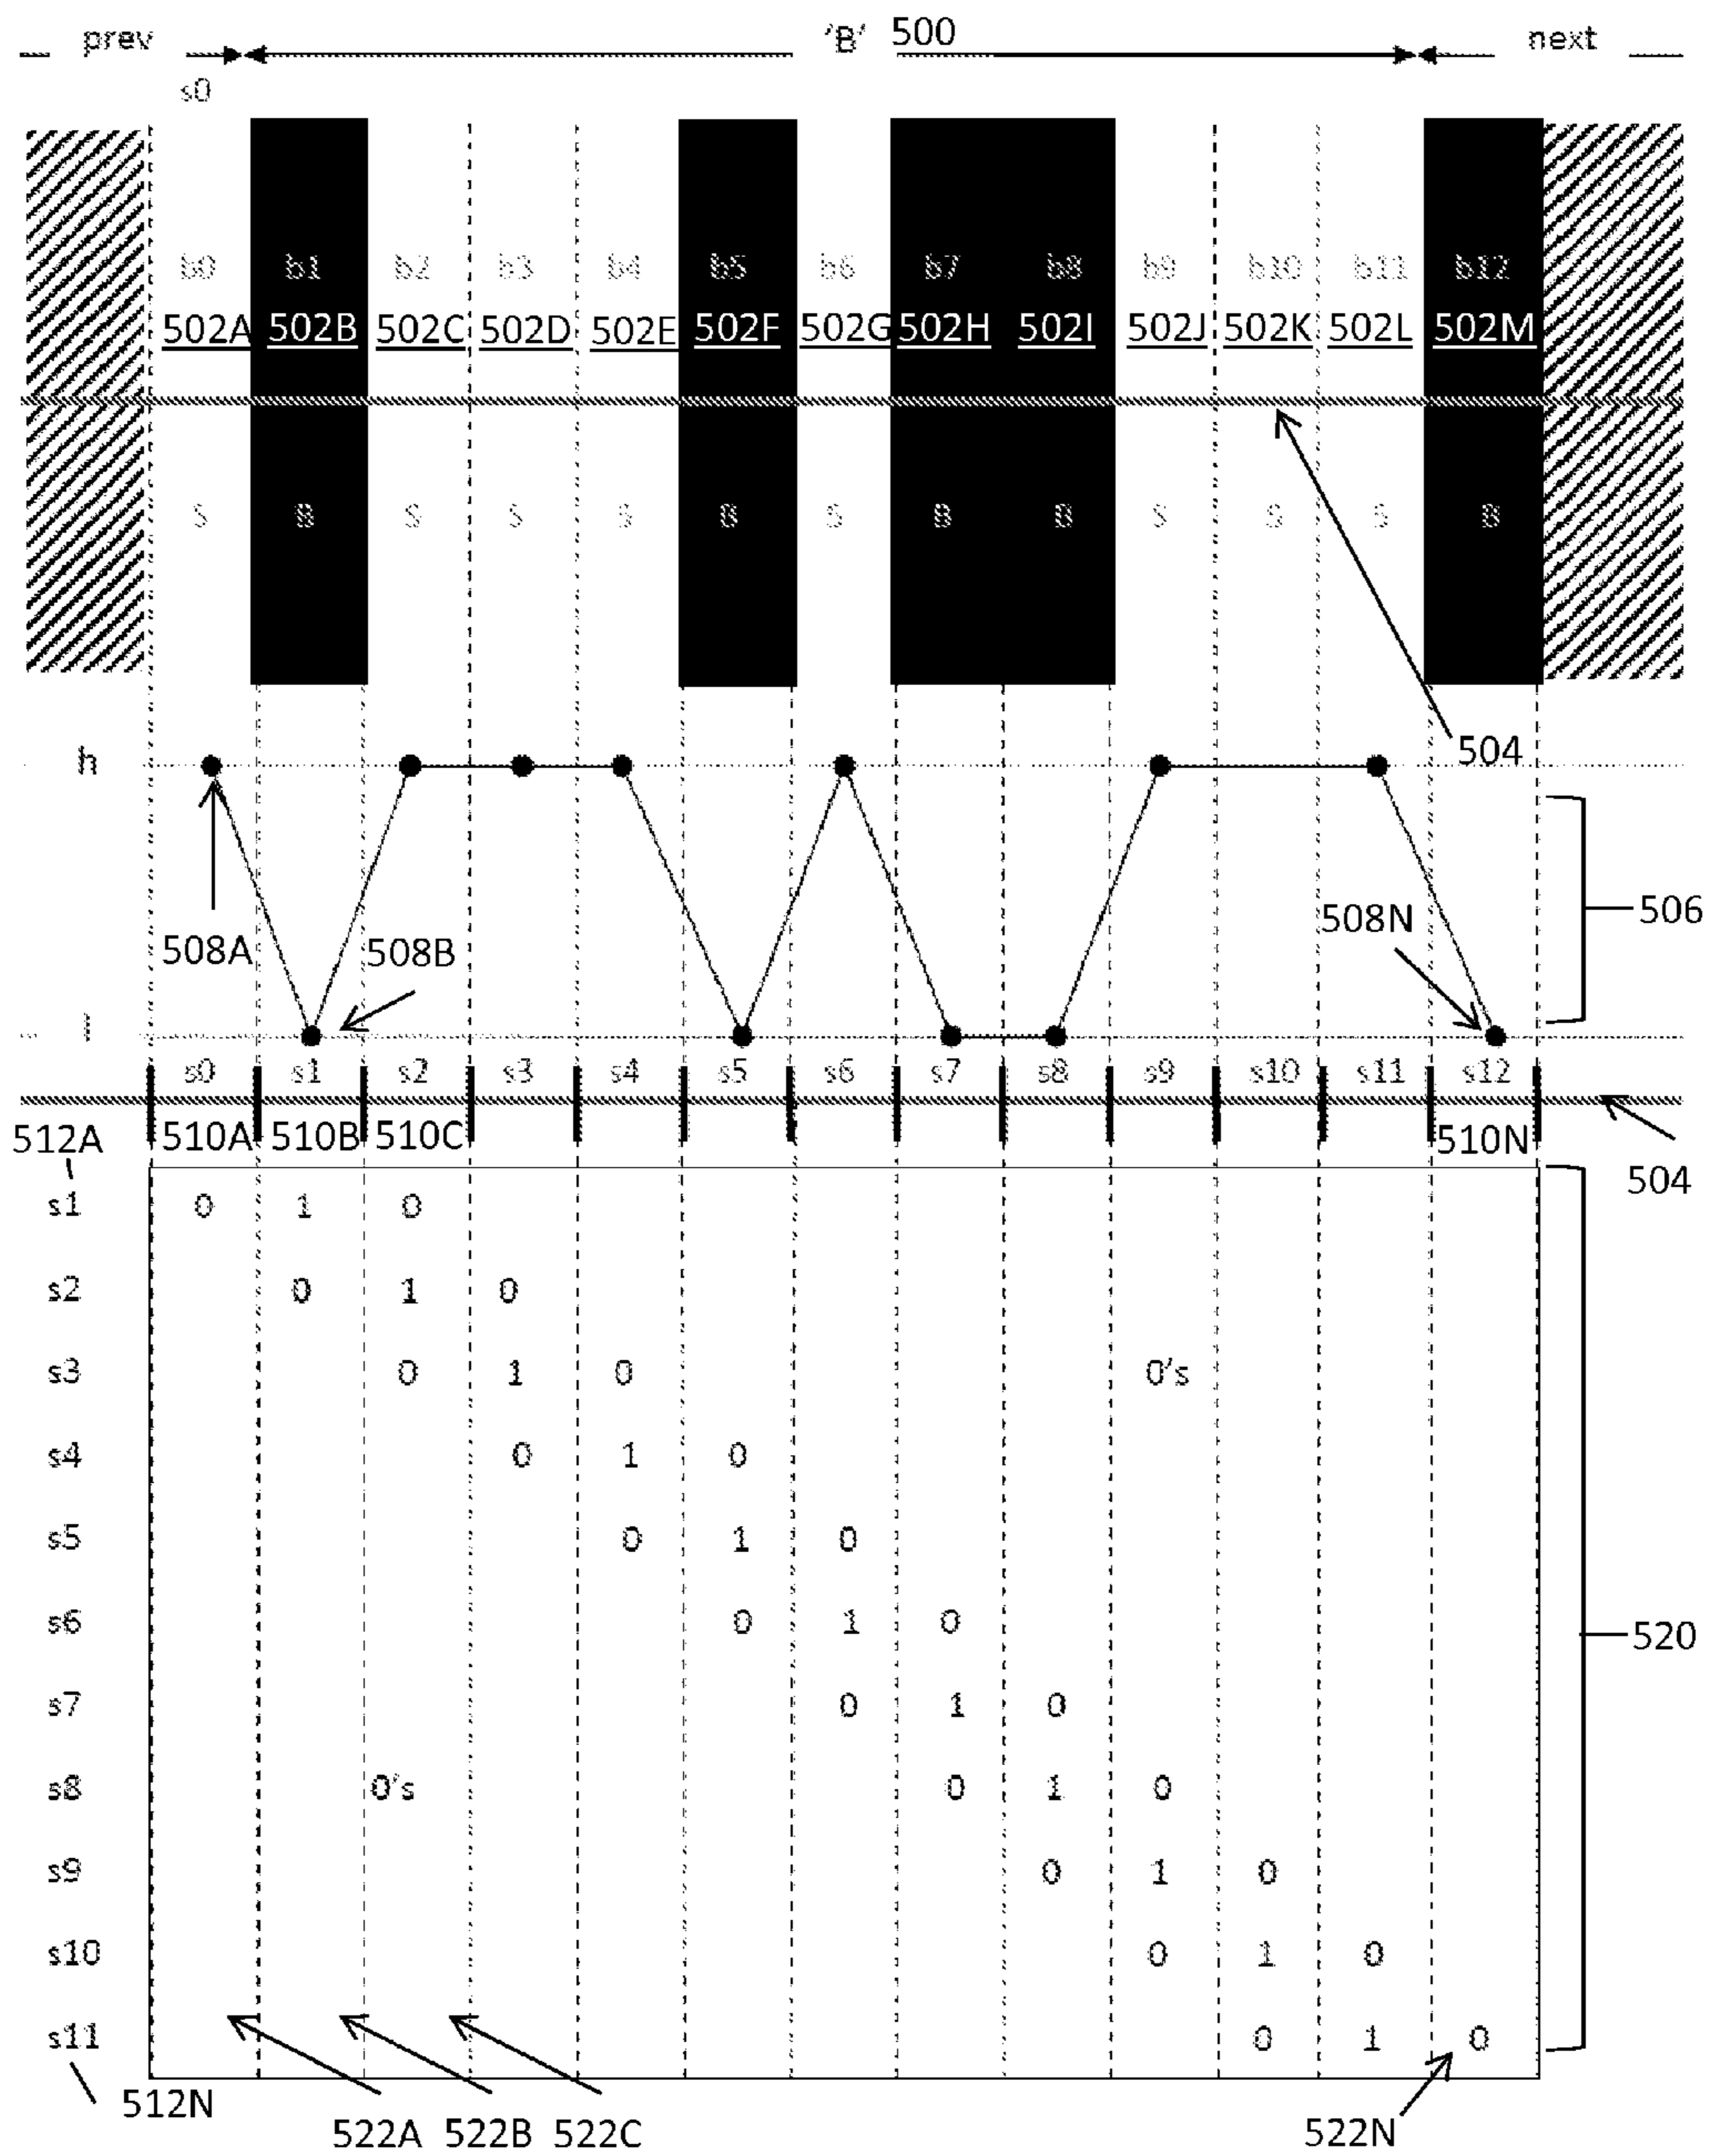 prev 'B' 500 next
s0
b0 b1 b2 b3 b4 b5 b6 b7 b8 b9 b10 b11 b12
502A 502B 502C 502D 502E 502F 502G 502H 502I 502J 502K 502L 502M
S B S S S B S B B S S S B
504
h
506
508A 508B 508N
l
s0 s1 s2 s3 s4 s5 s6 s7 s8 s9 s10 s11 s12
512A 510A 510B 510C 510N
504
s1 0 1 0
s2 0 1 0
s3 0 1 0 0's
s4 0 1 0
s5 0 1 0
s6 0 1 0
520
s7 0 1 0
s8 0's 0 1 0
s9 0 1 0
s10 0 1 0
s11 0 1 0
512N 522A 522B 522C 522N